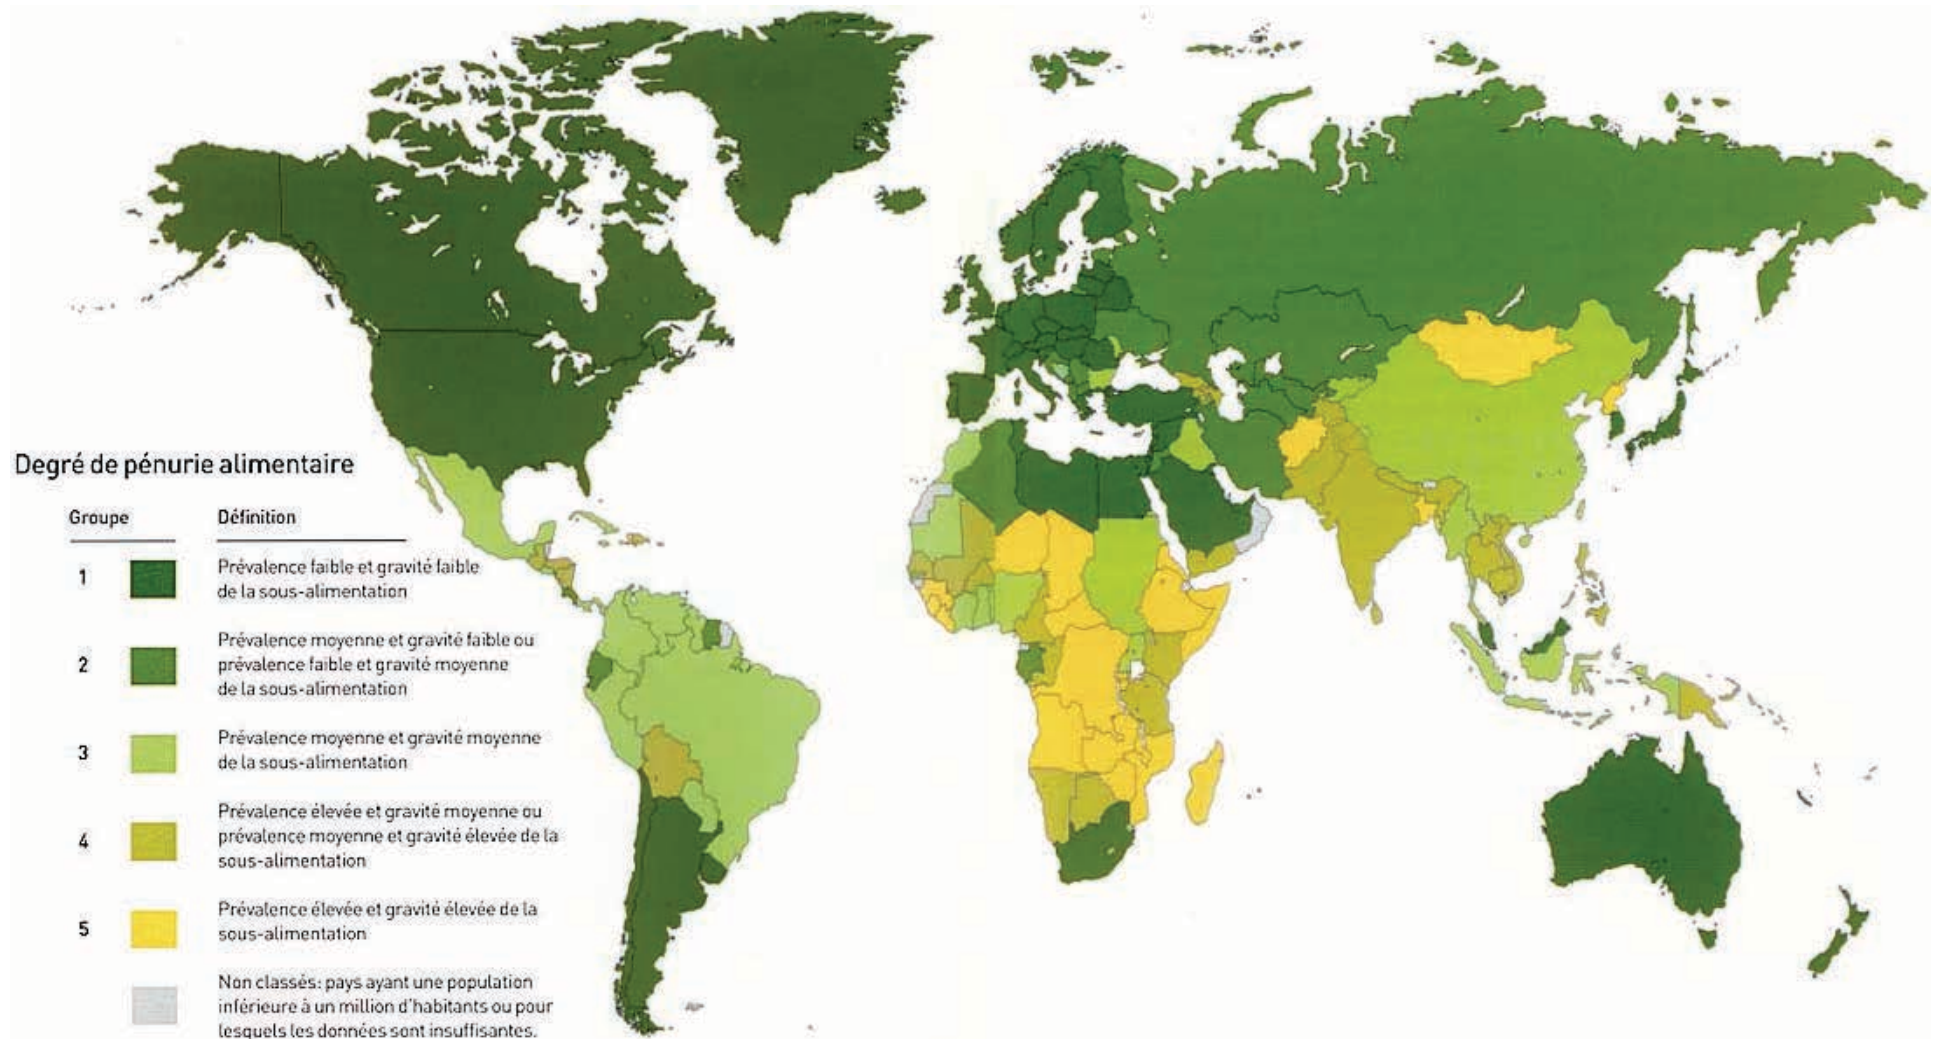 Degré de pénurie alimentaire
Groupe
Définition
1
Prévalence faible et gravité faible
de la sous-alimentation
2
Prévalence moyenne et gravité faible ou
prévalence faible et gravité moyenne
de la sous-alimentation
3
Prévalence moyenne et gravité moyenne
de la sous-alimentation
4
Prévalence élevée et gravité moyenne ou
prévalence moyenne et gravité élevée de la
sous-alimentation
5
Prévalence élevée et gravité élevée de la
sous-alimentation
Non classés: pays ayant une population
inférieure à un million d'habitants ou pour
lesquels les données sont insuffisantes.